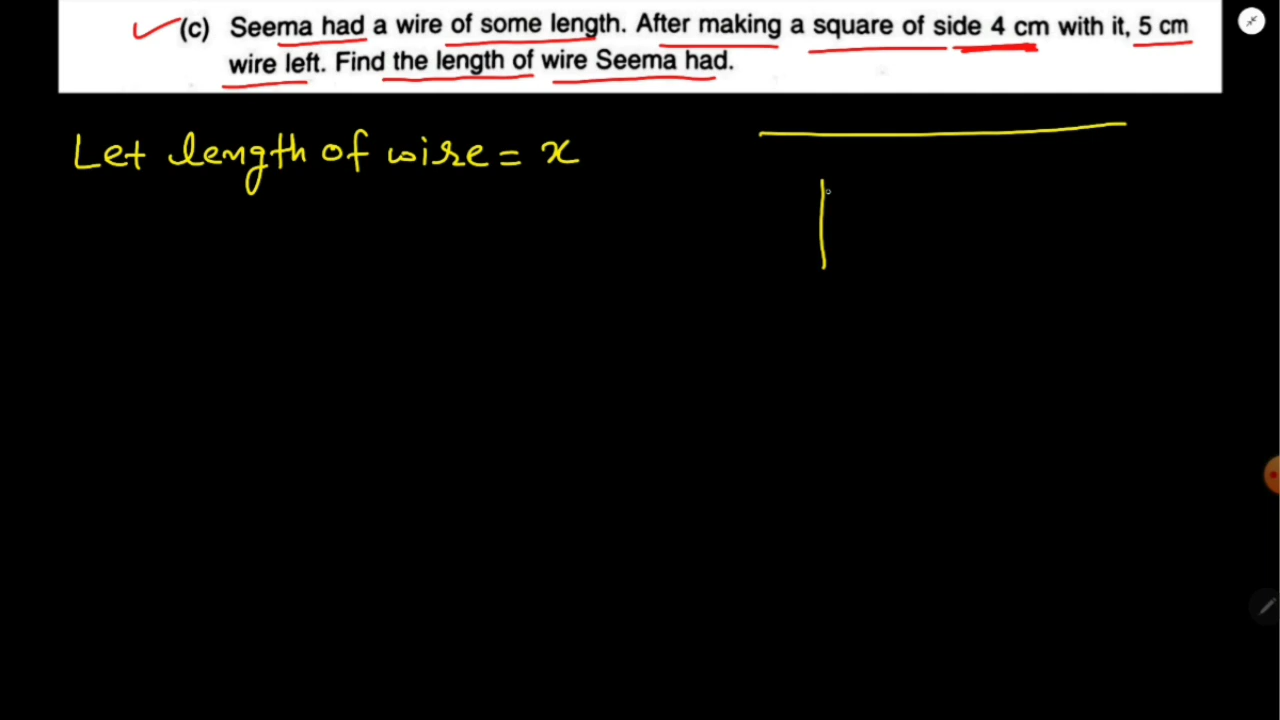 (c) Seema had a wire of some length. After making a square of side 4 cm with it, 5 cm
wire left. Find the length of wire Seema had.
Let length of wire = x